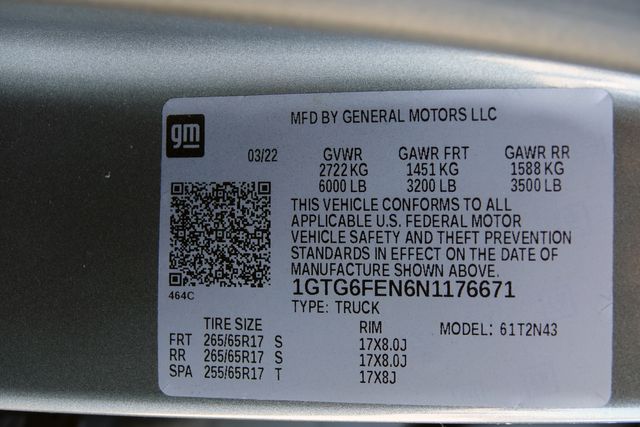 gm
MFD BY GENERAL MOTORS LLC
03/22 GVWR GAWR FRT GAWR RR
2722 KG 1451 KG 1588 KG
6000 LB 3200 LB 3500 LB
THIS VEHICLE CONFORMS TO ALL
APPLICABLE U.S. FEDERAL MOTOR
VEHICLE SAFETY AND THEFT PREVENTION
STANDARDS IN EFFECT ON THE DATE OF
MANUFACTURE SHOWN ABOVE.
464C
1GTG6FEN6N1176671
TYPE: TRUCK
TIRE SIZE RIM MODEL: 61T2N43
FRT 265/65R17 S 17X8.0J
RR 265/65R17 S 17X8.0J
SPA 255/65R17 T 17X8J